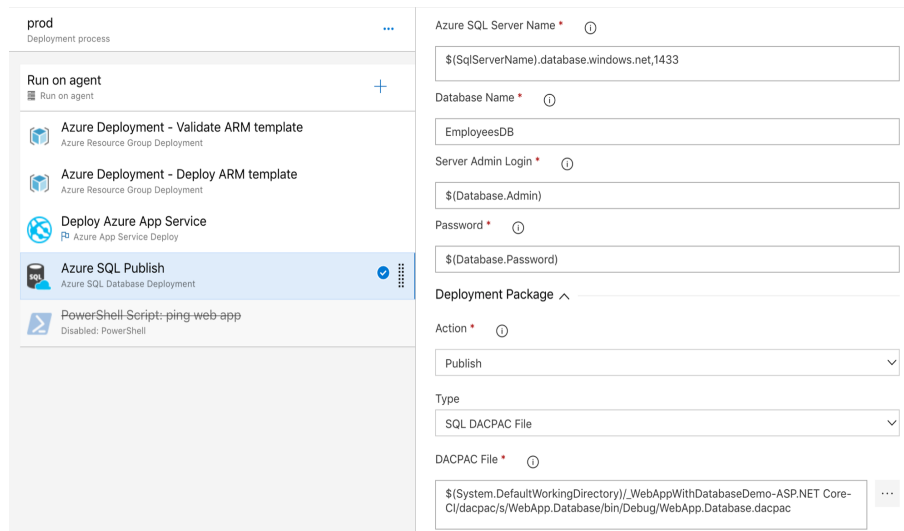 prod
Deployment process
Run on agent
Run on agent
Azure Deployment - Validate ARM template
Azure Resource Group Deployment
Azure Deployment - Deploy ARM template
Azure Resource Group Deployment
Deploy Azure App Service
Azure App Service Deploy
Azure SQL Publish
Azure SQL Database Deployment
SQL
PowerShell Script: ping web app
Disabled: PowerShell
Azure SQL Server Name *
$(SqlServerName).database.windows.net,1433
Database Name *
EmployeesDB
Server Admin Login *
$(Database.Admin)
Password *
$(Database.Password)
Deployment Package
Action *
Publish
Type
SQL DACPAC File
DACPAC File *
$(System.DefaultWorkingDirectory)/_WebAppWithDatabaseDemo-ASP.NET Core-
CI/dacpac/s/WebApp.Database/bin/Debug/WebApp.Database.dacpac